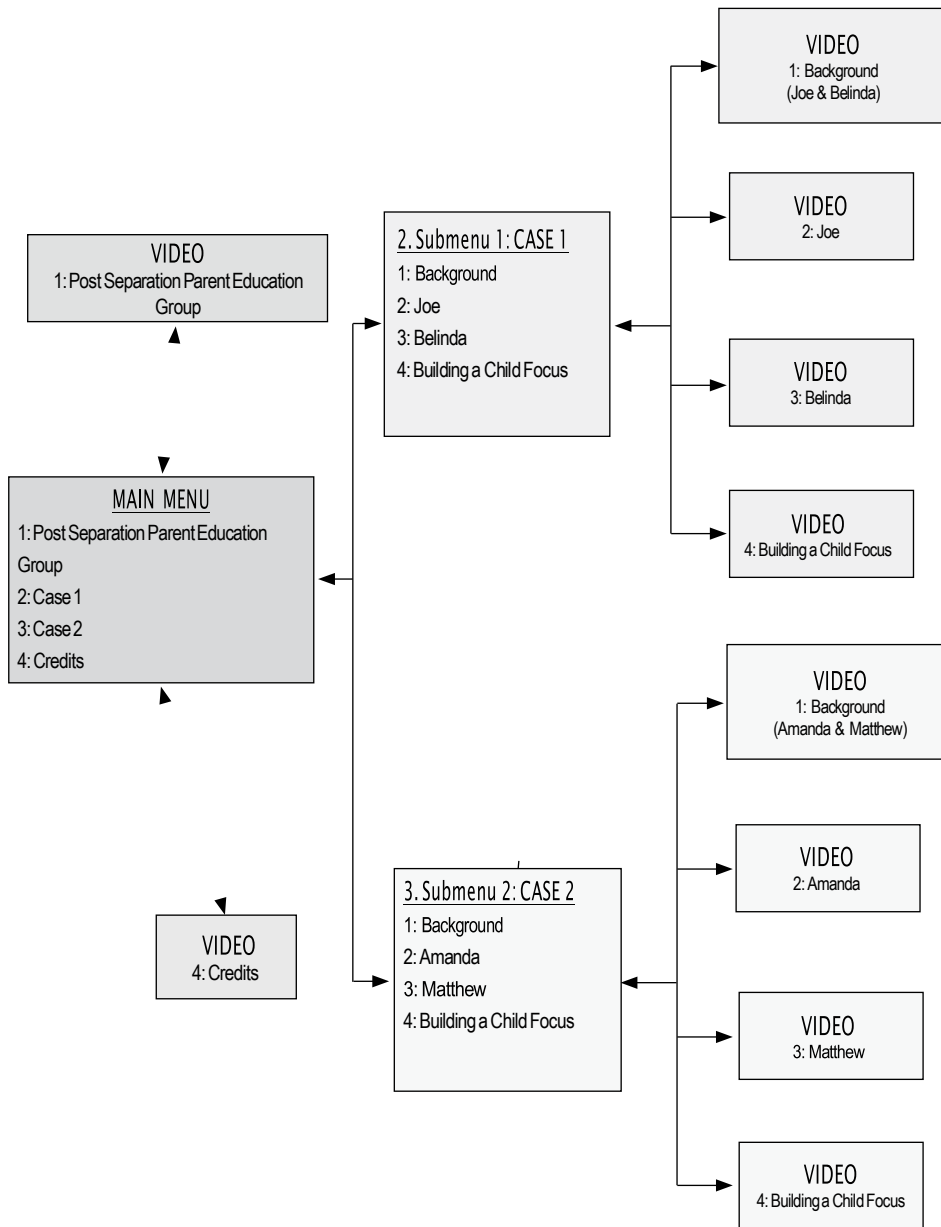 VIDEO
1: Post Separation Parent Education
Group
MAIN MENU
1: Post Separation Parent Education
Group
2: Case 1
3: Case 2
4: Credits
VIDEO
4: Credits
2. Submenu 1: CASE 1
1: Background
2: Joe
3: Belinda
4: Building a Child Focus
VIDEO
1: Background
(Joe & Belinda)
VIDEO
2: Joe
VIDEO
3: Belinda
VIDEO
4: Building a Child Focus
3. Submenu 2: CASE 2
1: Background
2: Amanda
3: Matthew
4: Building a Child Focus
VIDEO
1: Background
(Amanda & Matthew)
VIDEO
2: Amanda
VIDEO
3: Matthew
VIDEO
4: Building a Child Focus